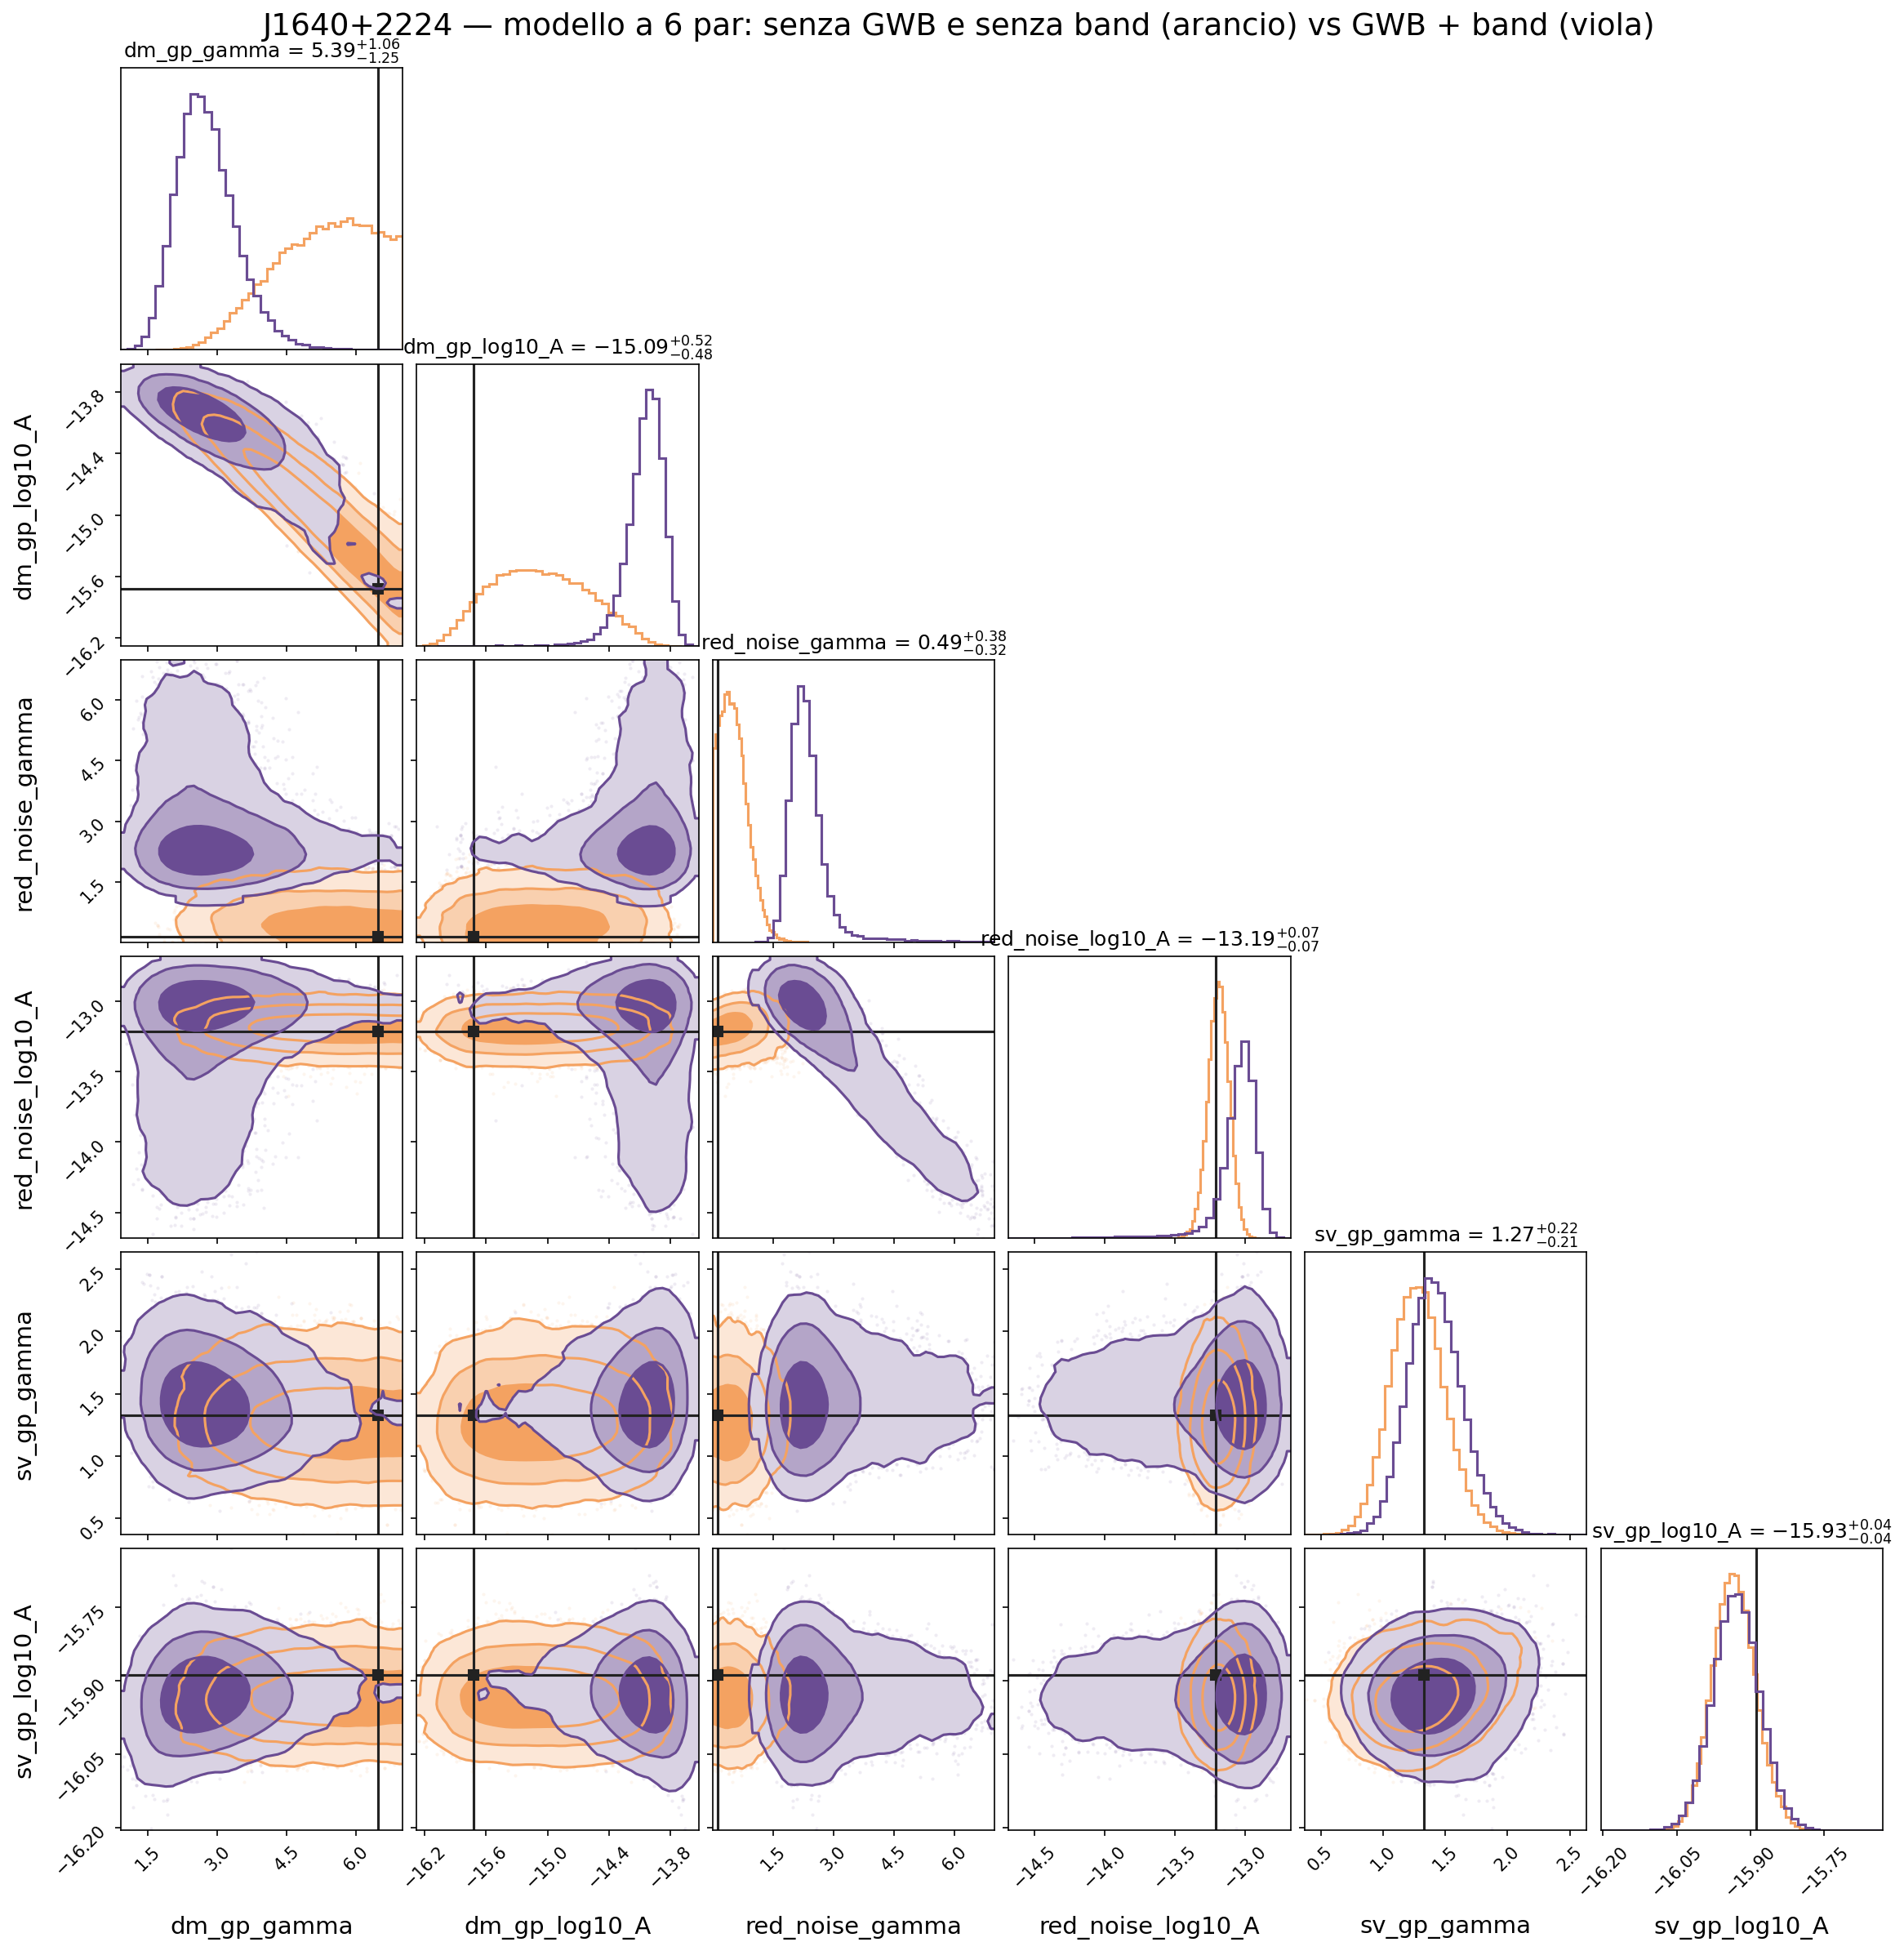 J1640+2224 — modello a 6 par: senza GWB e senza band (arancio) vs GWB + band (viola)
dm_gp_gamma = 5.39+1.06−1.25
dm_gp_log10_A = −15.09+0.52−0.48
−13.8
−14.4
−15.0
−15.6
−16.2
dm_gp_log10_A
red_noise_gamma = 0.49+0.38−0.32
6.0
4.5
3.0
1.5
red_noise_gamma
red_noise_log10_A = −13.19+0.07−0.07
−13.0
−13.5
−14.0
−14.5
red_noise_log10_A
sv_gp_gamma = 1.27+0.22−0.21
2.5
2.0
1.5
1.0
0.5
sv_gp_gamma
sv_gp_log10_A = −15.93+0.04−0.04
−15.75
−15.90
−16.05
−16.20
sv_gp_log10_A
1.5 3.0 4.5 6.0 −16.2 −15.6 −15.0 −14.4 −13.8 1.5 3.0 4.5 6.0 −14.5 −14.0 −13.5 −13.0 0.5 1.0 1.5 2.0 2.5 −16.20 −16.05 −15.90 −15.75
dm_gp_gamma dm_gp_log10_A red_noise_gamma red_noise_log10_A sv_gp_gamma sv_gp_log10_A